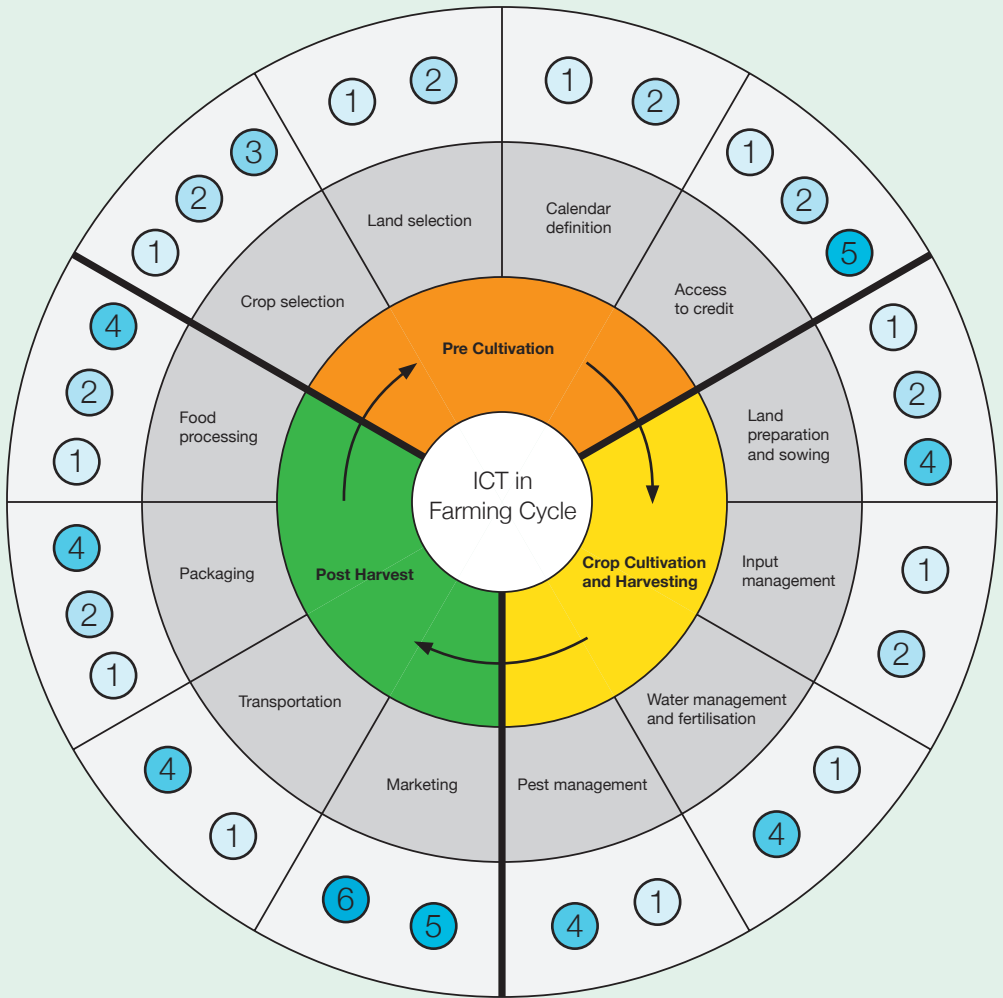 ICT in
Farming Cycle
Pre Cultivation
Crop selection
1
2
3
Land selection
1
2
Calendar
definition
1
2
Access
to credit
1
2
5
Crop Cultivation
and Harvesting
Land
preparation
and sowing
1
2
4
Input
management
1
2
Water management
and fertilisation
1
4
Pest management
1
4
Post Harvest
Marketing
5
6
Transportation
1
4
Packaging
1
2
4
Food
processing
1
2
4